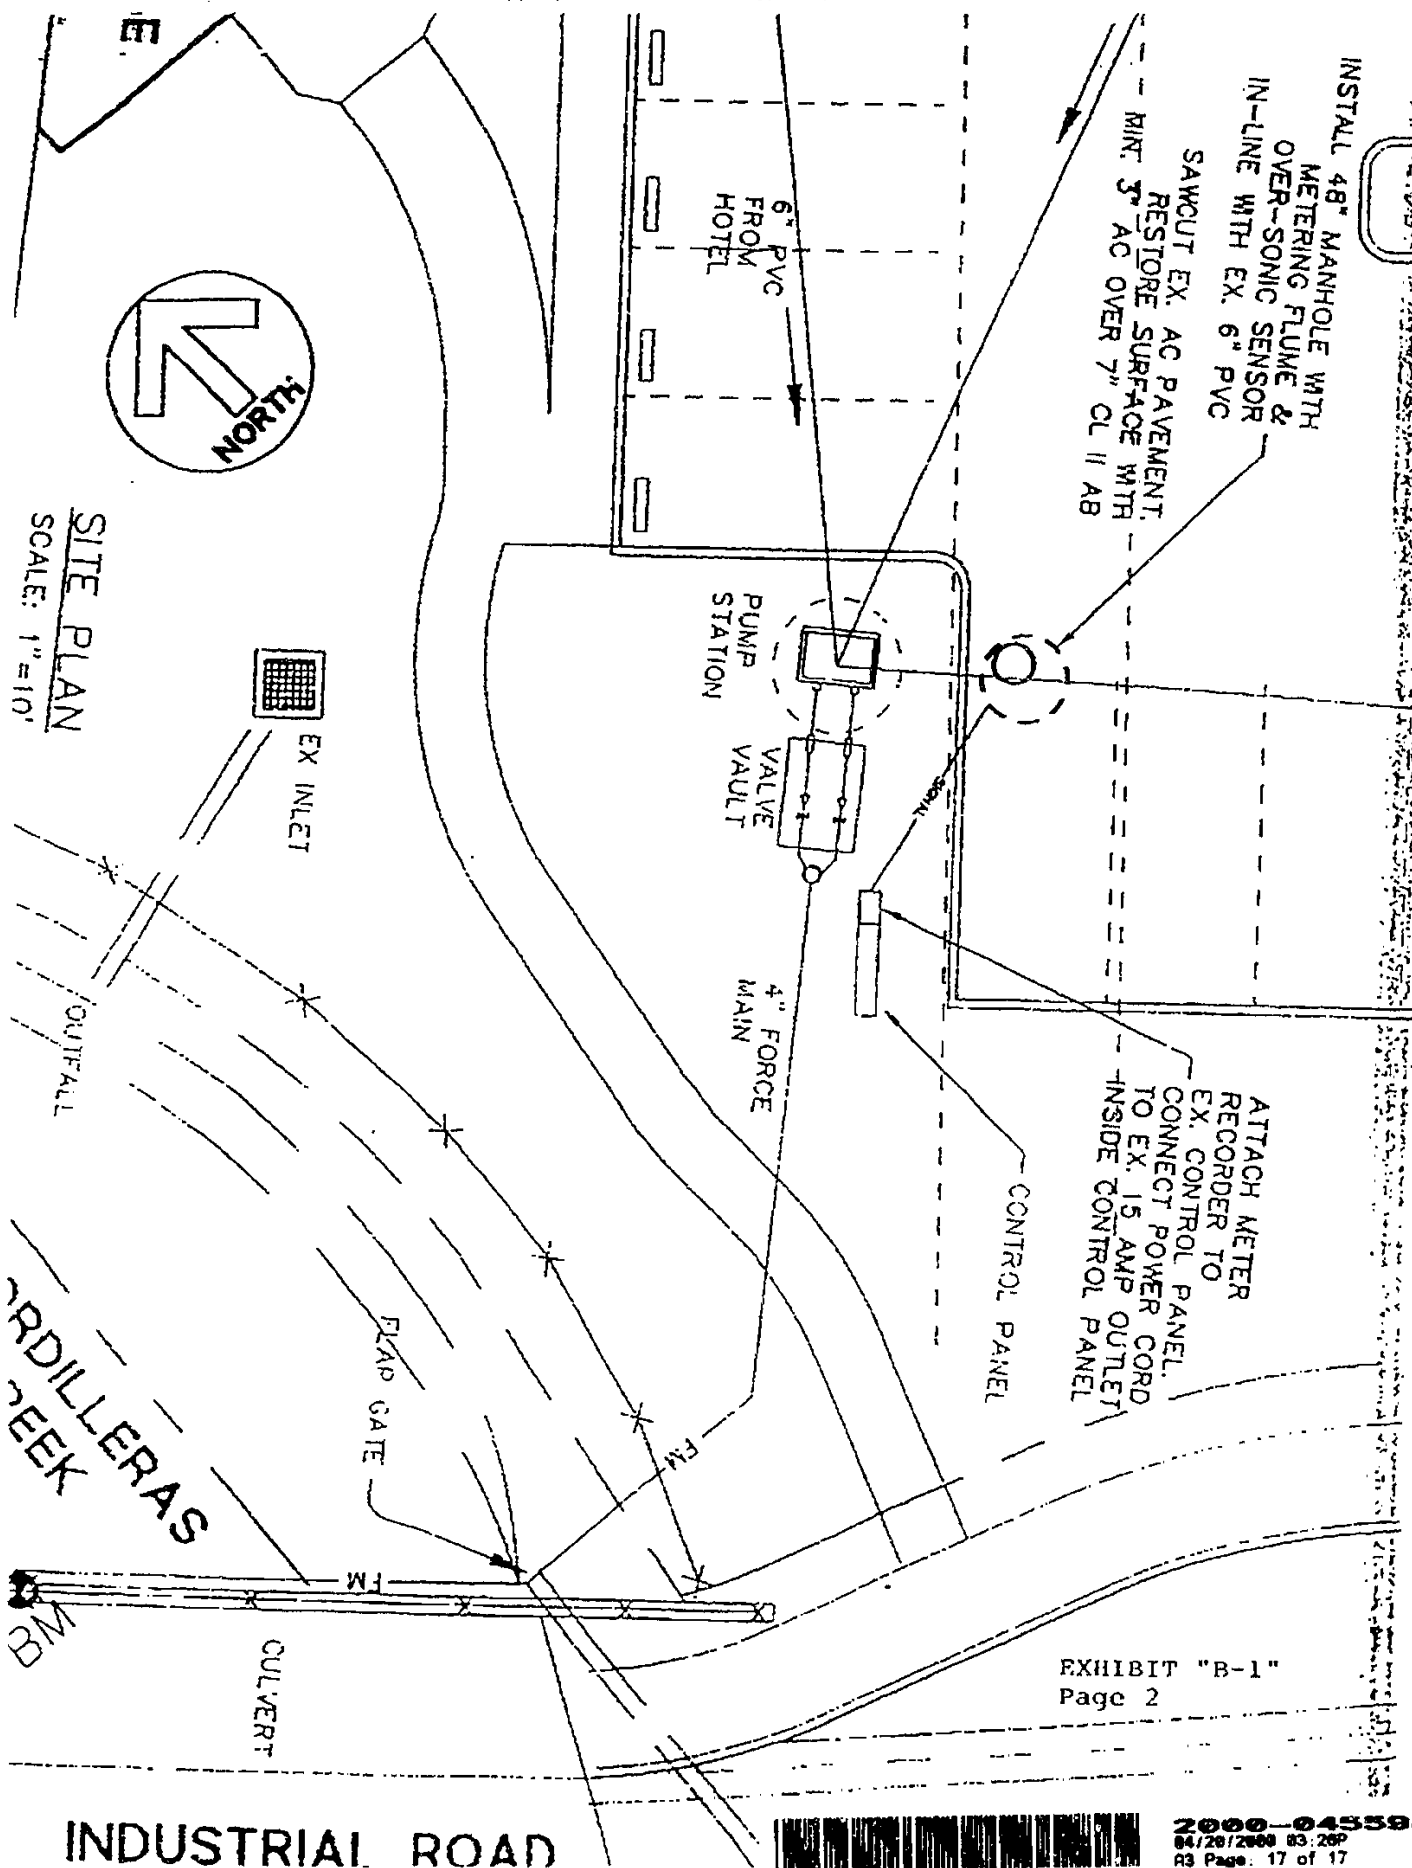 INSTALL 48" MANHOLE WITH
METERING FLUME &
OVER-SONIC SENSOR
IN-LINE WITH EX. 6" PVC
SAWCUT EX. AC PAVEMENT.
RESTORE SURFACE WITH
MIN. 3" AC OVER 7" CL II AB
6" PVC
FROM
HOTEL
NORTH
SITE PLAN
SCALE: 1"=10'
PUMP
STATION
VALVE
VAULT
EX INLET
OUTFALL
4" FORCE
MAIN
ATTACH METER
RECORDER TO
EX. CONTROL PANEL.
CONNECT POWER CORD
TO EX. 15 AMP OUTLET
INSIDE CONTROL PANEL
CONTROL PANEL
FLAP GATE
FM
FM
ORDILLERAS
REEK
BM
CULVERT
EXHIBIT "B-1"
Page 2
INDUSTRIAL ROAD
2000-04559
04/20/2000 03:26P
R3 Page: 17 of 17